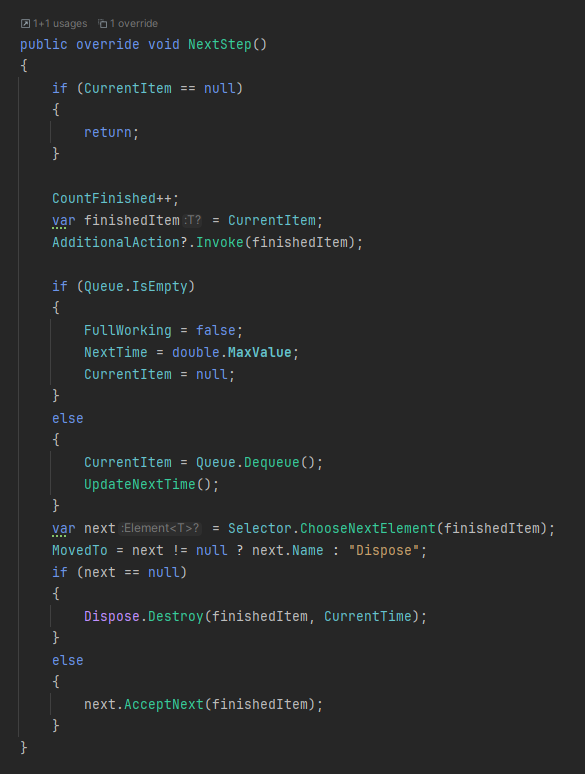 1+1 usages 1 override
public override void NextStep()
{
    if (CurrentItem == null)
    {
        return;
    }

    CountFinished++;
    var finishedItem :T? = CurrentItem;
    AdditionalAction?.Invoke(finishedItem);

    if (Queue.IsEmpty)
    {
        FullWorking = false;
        NextTime = double.MaxValue;
        CurrentItem = null;
    }
    else
    {
        CurrentItem = Queue.Dequeue();
        UpdateNextTime();
    }
    var next :Element<T>? = Selector.ChooseNextElement(finishedItem);
    MovedTo = next != null ? next.Name : "Dispose";
    if (next == null)
    {
        Dispose.Destroy(finishedItem, CurrentTime);
    }
    else
    {
        next.AcceptNext(finishedItem);
    }
}